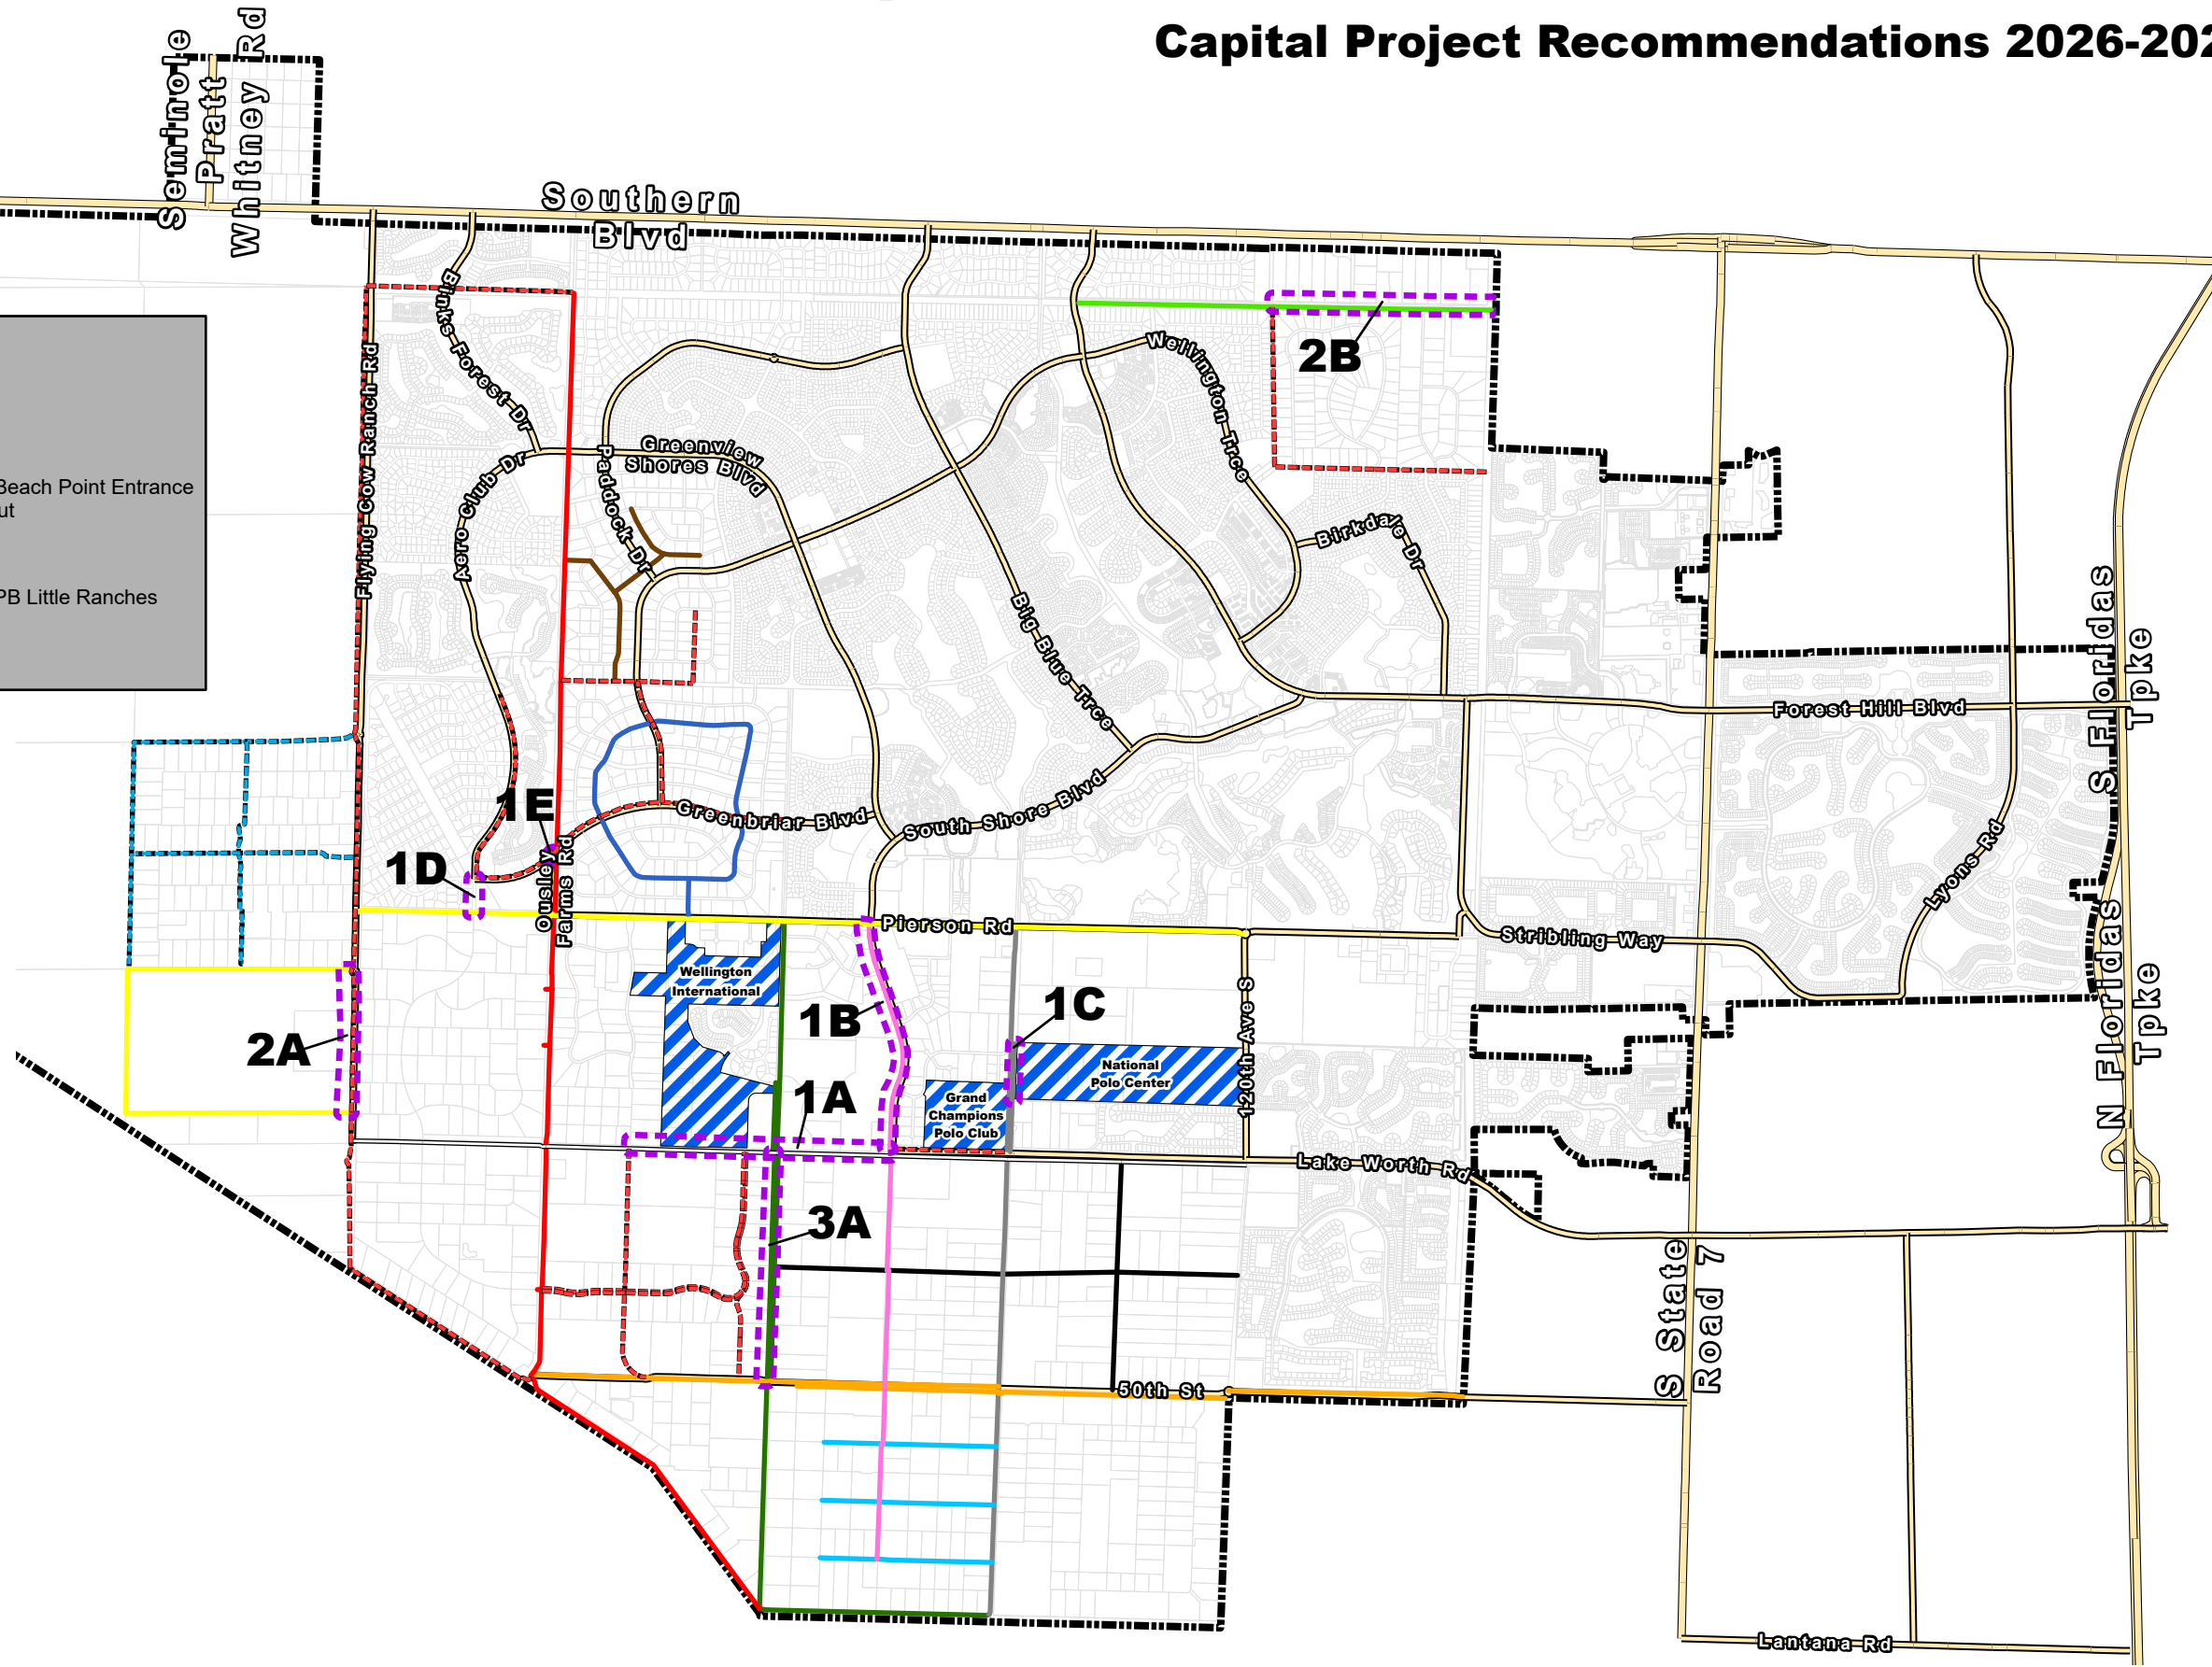 Capital Project Recommendations 2026-202
Seminole
Pratt
Whitney Rd
Southern
Blvd
Binks Forest Dr
Flying Cow Ranch Rd
Aero Club Dr
Greenview
Shores Blvd
Paddock Dr
Wellington Trce
2B
Birkdale Dr
Big Blue Trce
Beach Point Entrance
ut
PB Little Ranches
S Floridas
Tpke
Forest Hill Blvd
1E
Greenbriar Blvd
South Shore Blvd
Lyons Rd
1D
Ousley
Farms Rd
Pierson Rd
Stribling Way
Wellington
International
1B
1C
120th Ave S
2A
National
Polo Center
N Floridas
Tpke
1A
Grand
Champions
Polo Club
Lake Worth Rd
3A
S State
Road 7
50th St
Lantana Rd